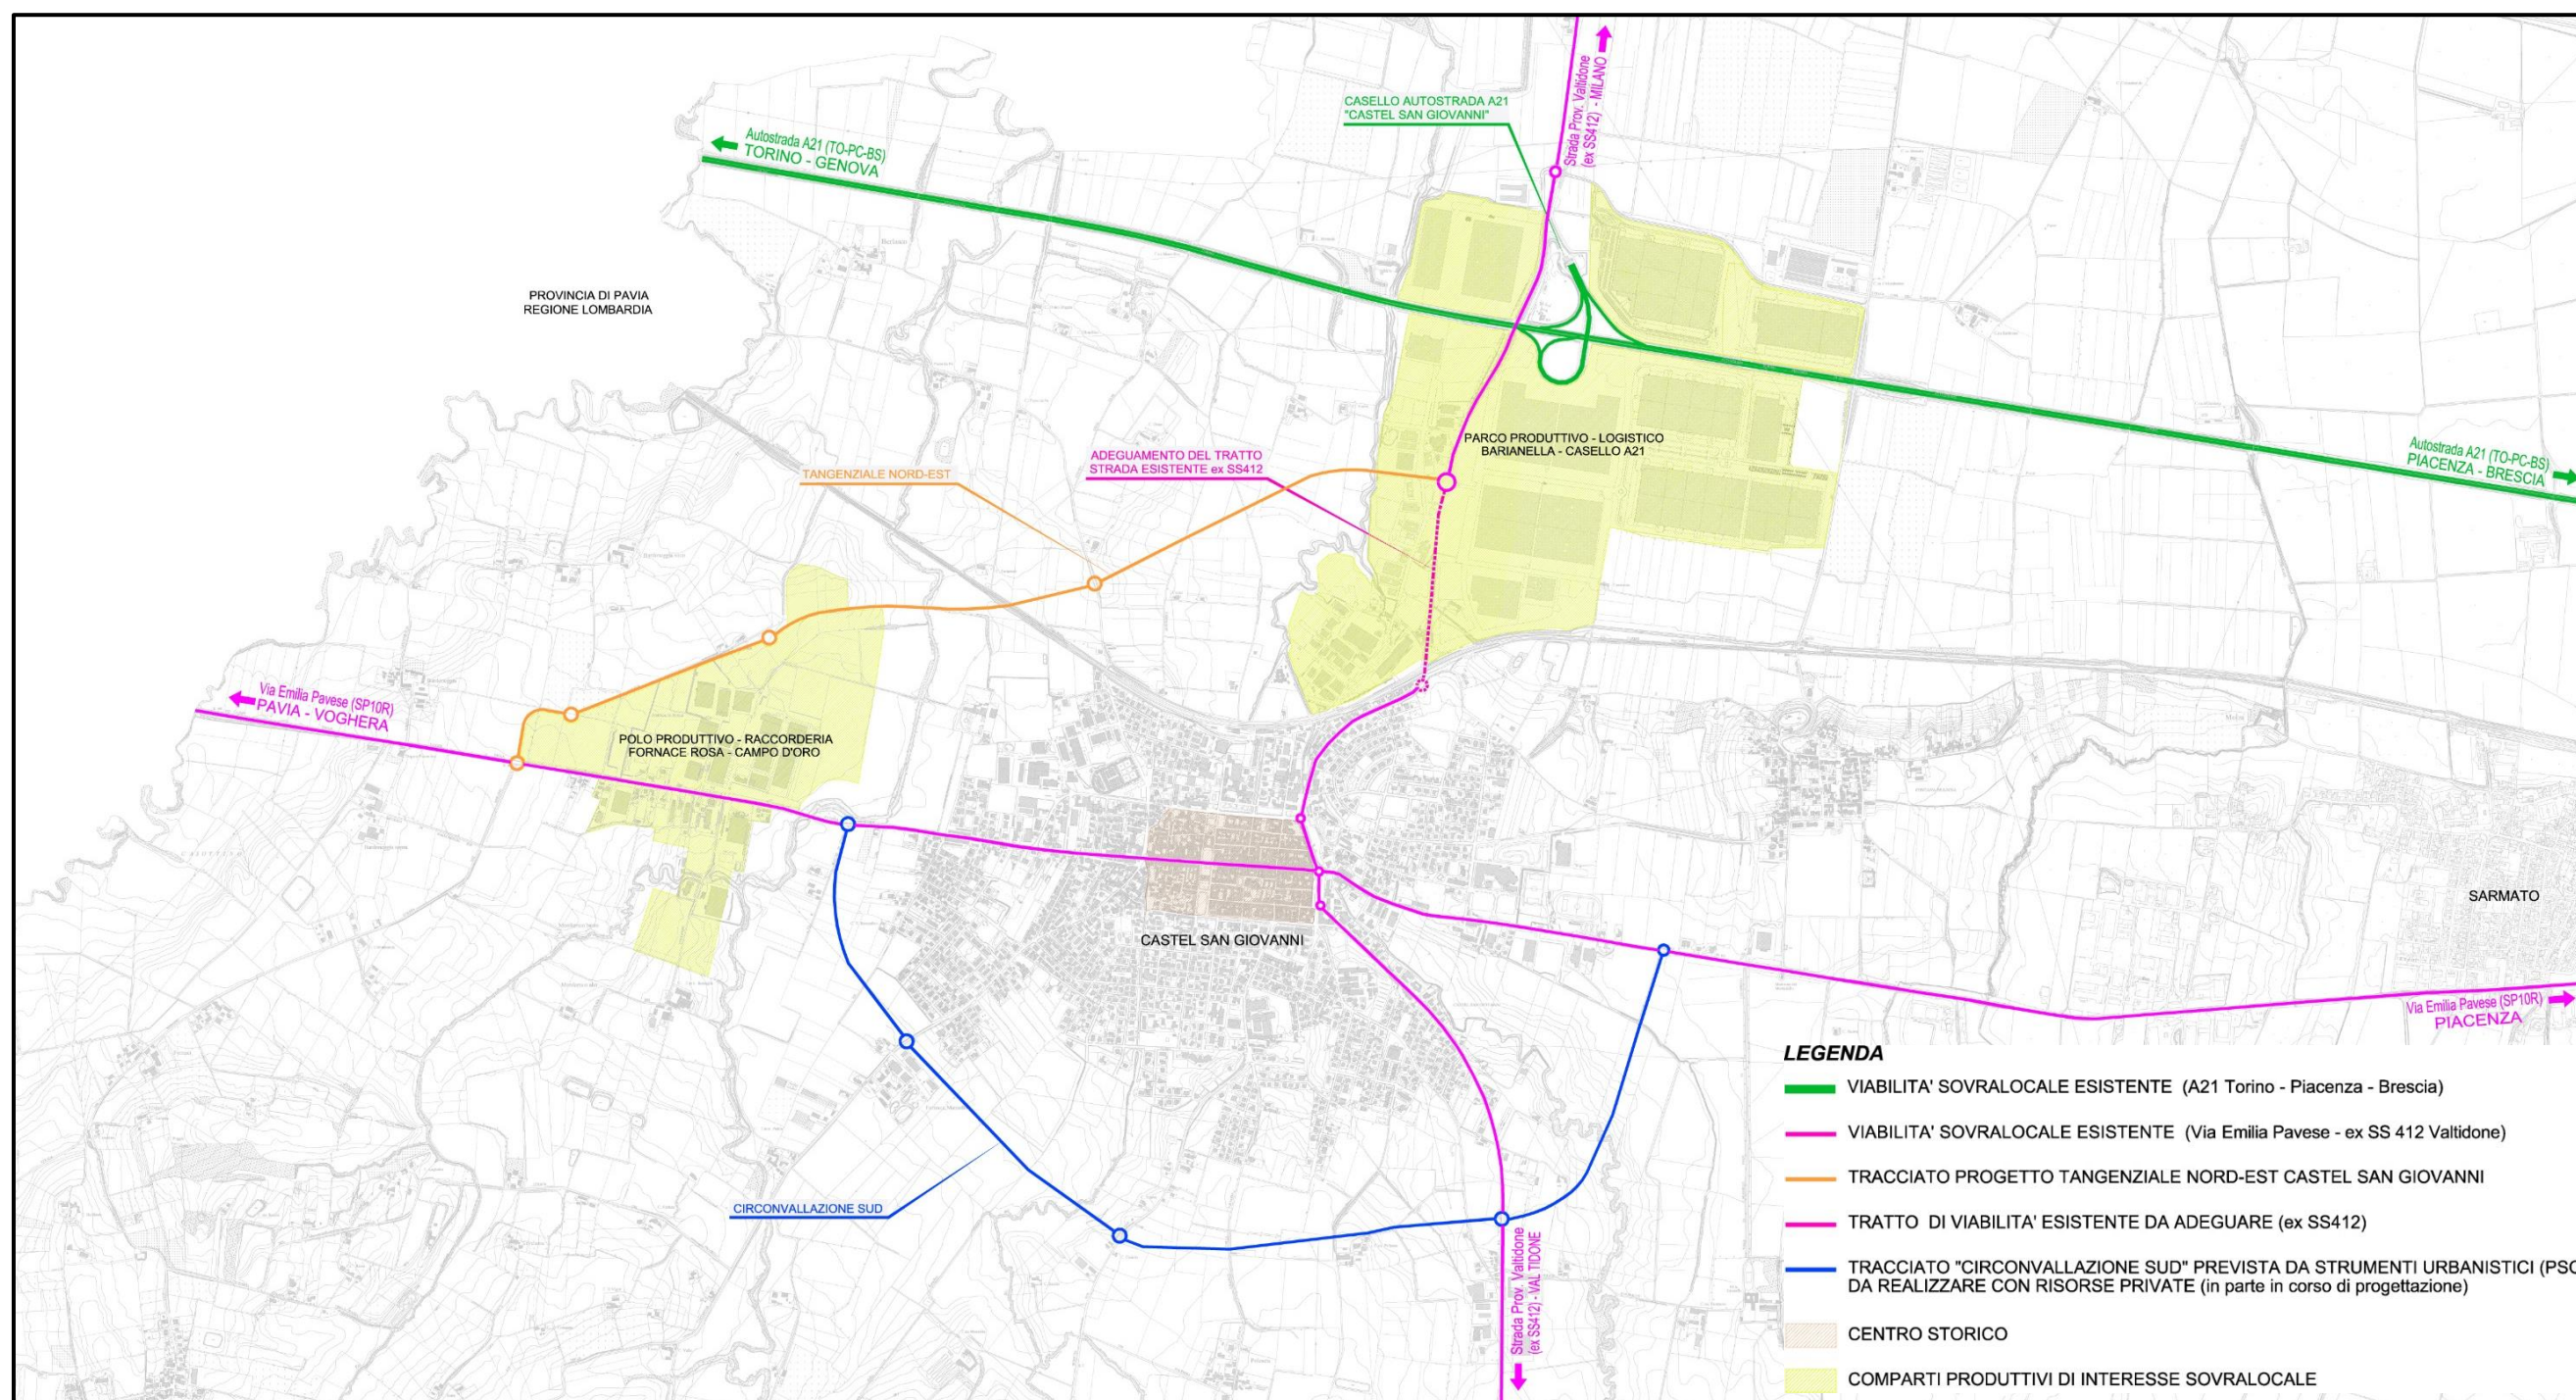 CASELLO AUTOSTRADA A21
"CASTEL SAN GIOVANNI"
Strada Prov. Valtidone
(ex SS412) - MILANO
Autostrada A21 (TO-PC-BS)
TORINO - GENOVA
PROVINCIA DI PAVIA
REGIONE LOMBARDIA
PARCO PRODUTTIVO - LOGISTICO
BARIANELLA - CASELLO A21
Autostrada A21 (TO-PC-BS)
PIACENZA - BRESCIA
ADEGUAMENTO DEL TRATTO
STRADA ESISTENTE ex SS412
TANGENZIALE NORD-EST
Via Emilia Pavese (SP10R)
PAVIA - VOGHERA
POLO PRODUTTIVO - RACCORDERIA
FORNACE ROSA - CAMPO D'ORO
SARMATO
CASTEL SAN GIOVANNI
Via Emilia Pavese (SP10R)
PIACENZA
CIRCONVALLAZIONE SUD
Strada Prov. Valtidone
(ex SS412) - VAL TIDONE
LEGENDA
VIABILITA' SOVRALOCALE ESISTENTE (A21 Torino - Piacenza - Brescia)
VIABILITA' SOVRALOCALE ESISTENTE (Via Emilia Pavese - ex SS 412 Valtidone)
TRACCIATO PROGETTO TANGENZIALE NORD-EST CASTEL SAN GIOVANNI
TRATTO DI VIABILITA' ESISTENTE DA ADEGUARE (ex SS412)
TRACCIATO "CIRCONVALLAZIONE SUD" PREVISTA DA STRUMENTI URBANISTICI (PSC
DA REALIZZARE CON RISORSE PRIVATE (in parte in corso di progettazione)
CENTRO STORICO
COMPARTI PRODUTTIVI DI INTERESSE SOVRALOCALE